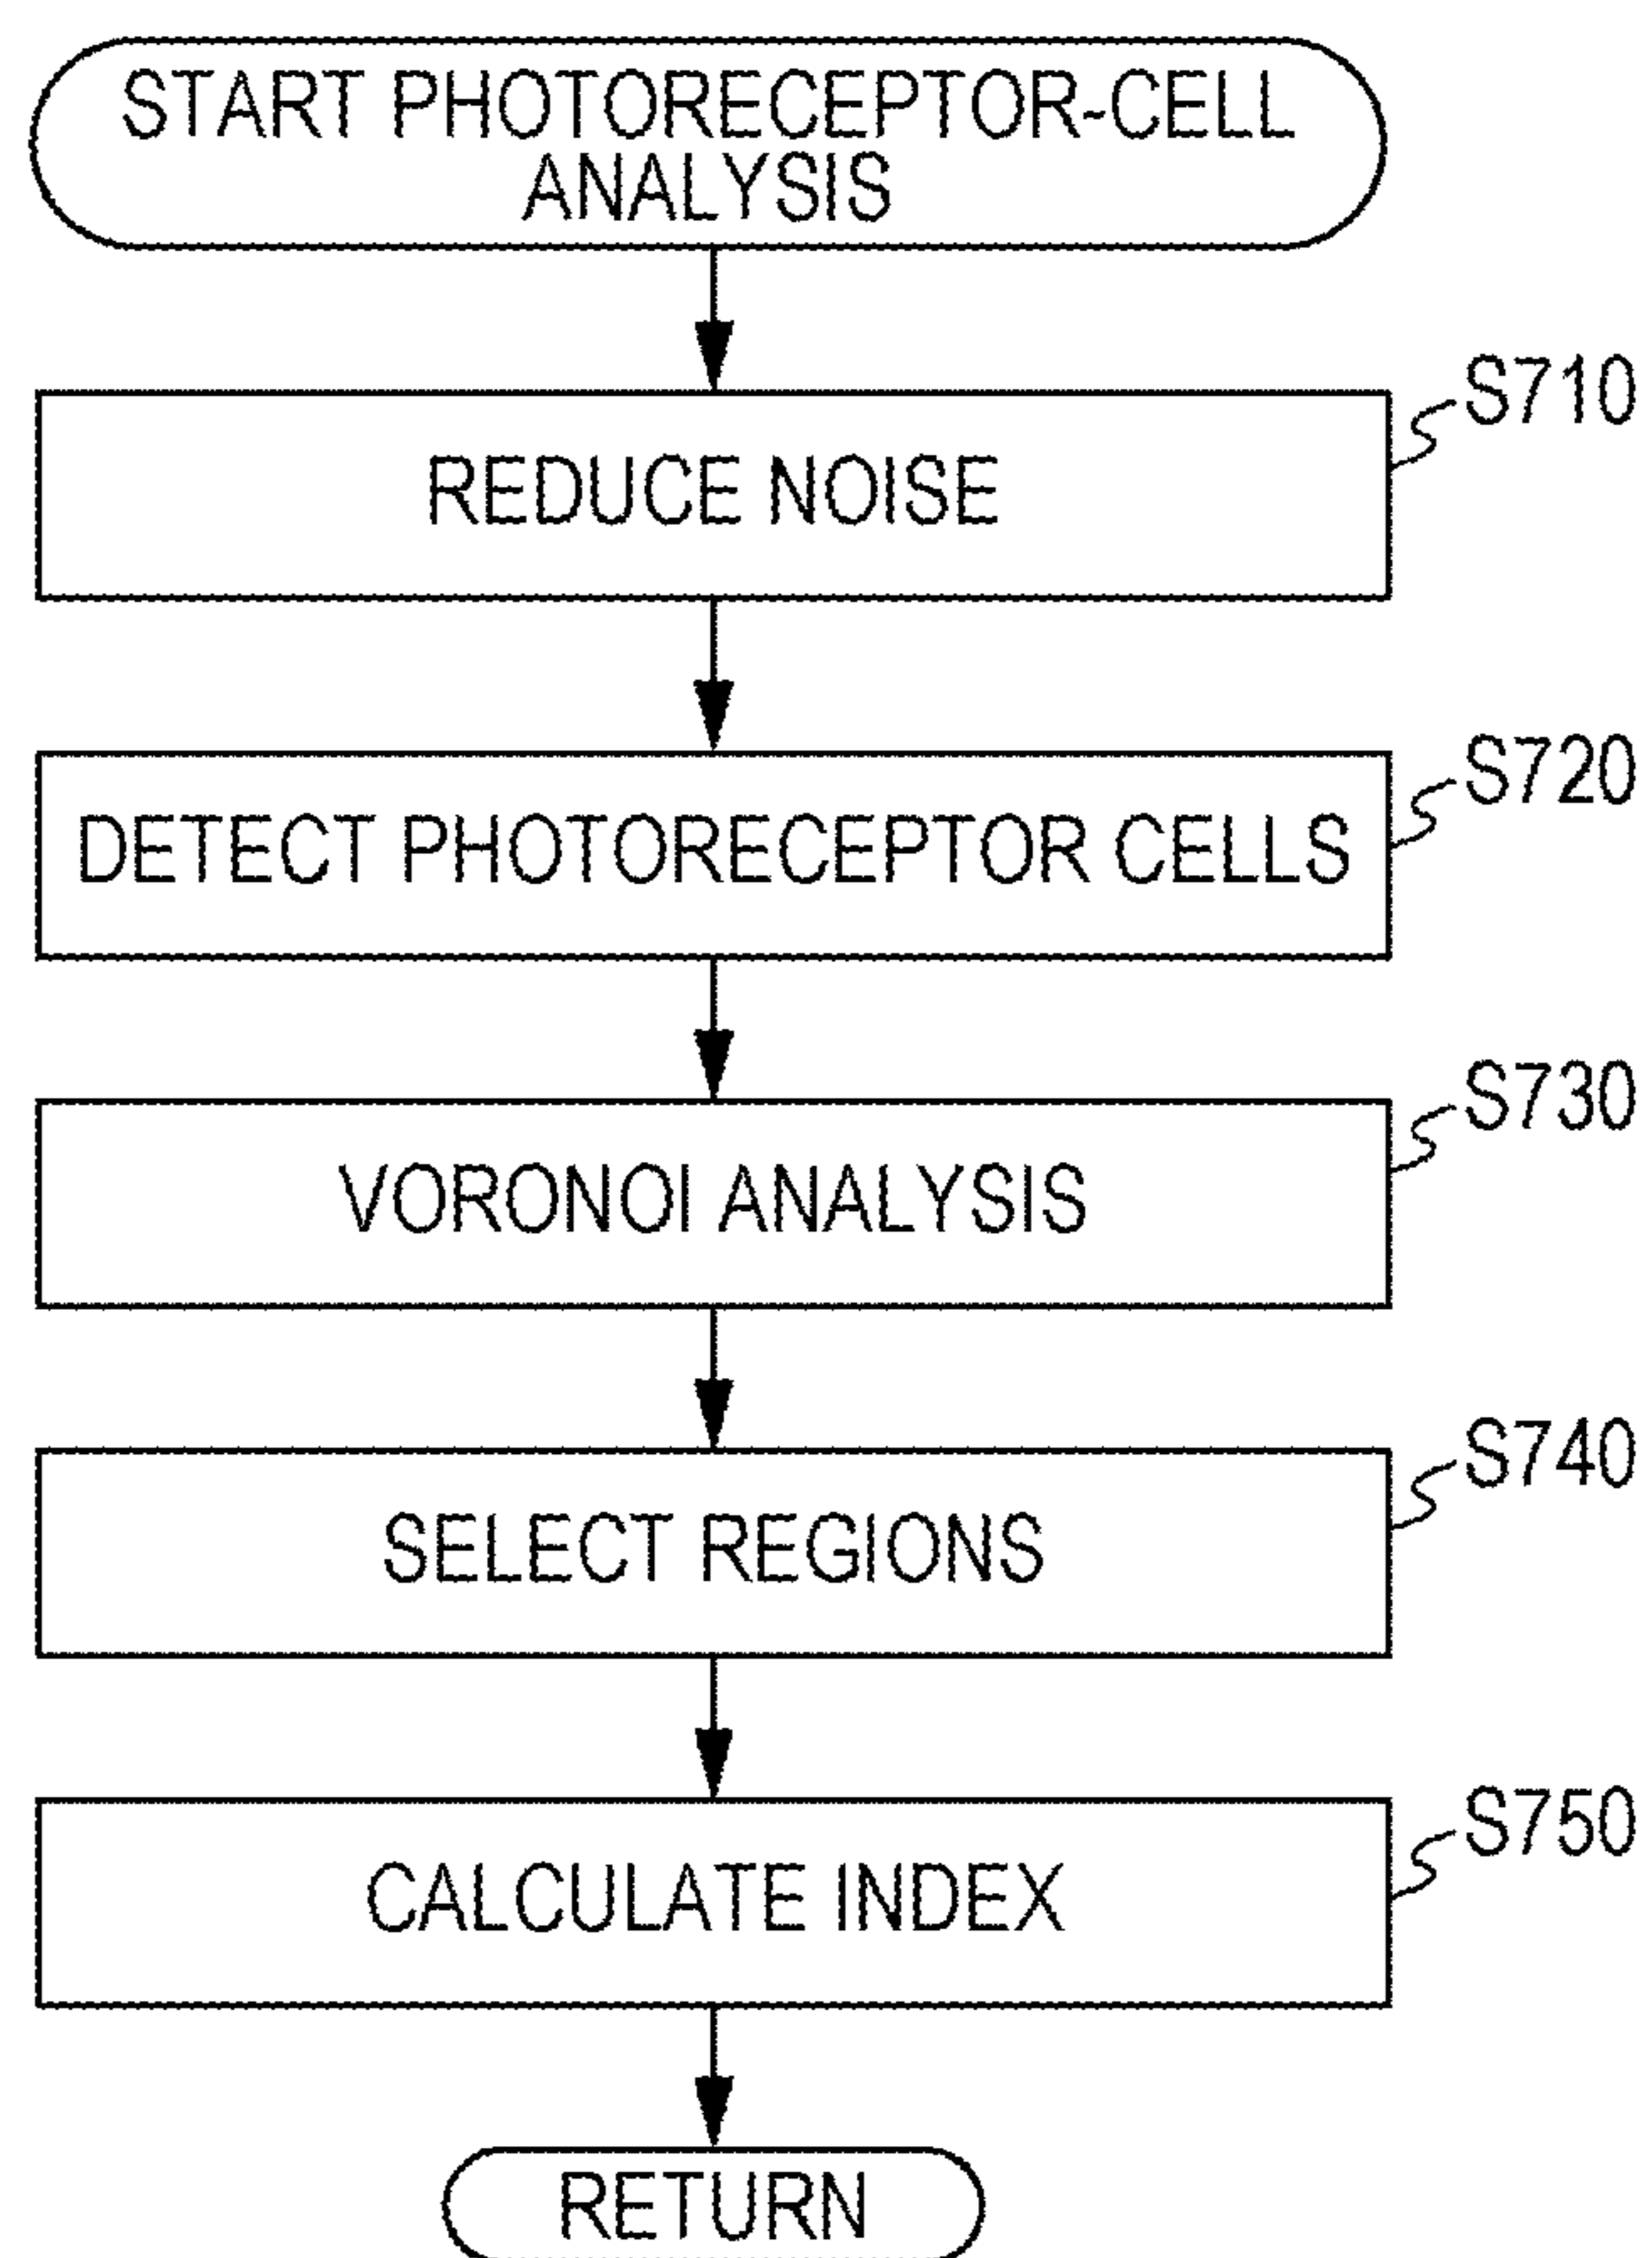 START PHOTORECEPTOR-CELL
ANALYSIS
S710
REDUCE NOISE
S720
DETECT PHOTORECEPTOR CELLS
S730
VORONOI ANALYSIS
S740
SELECT REGIONS
S750
CALCULATE INDEX
RETURN